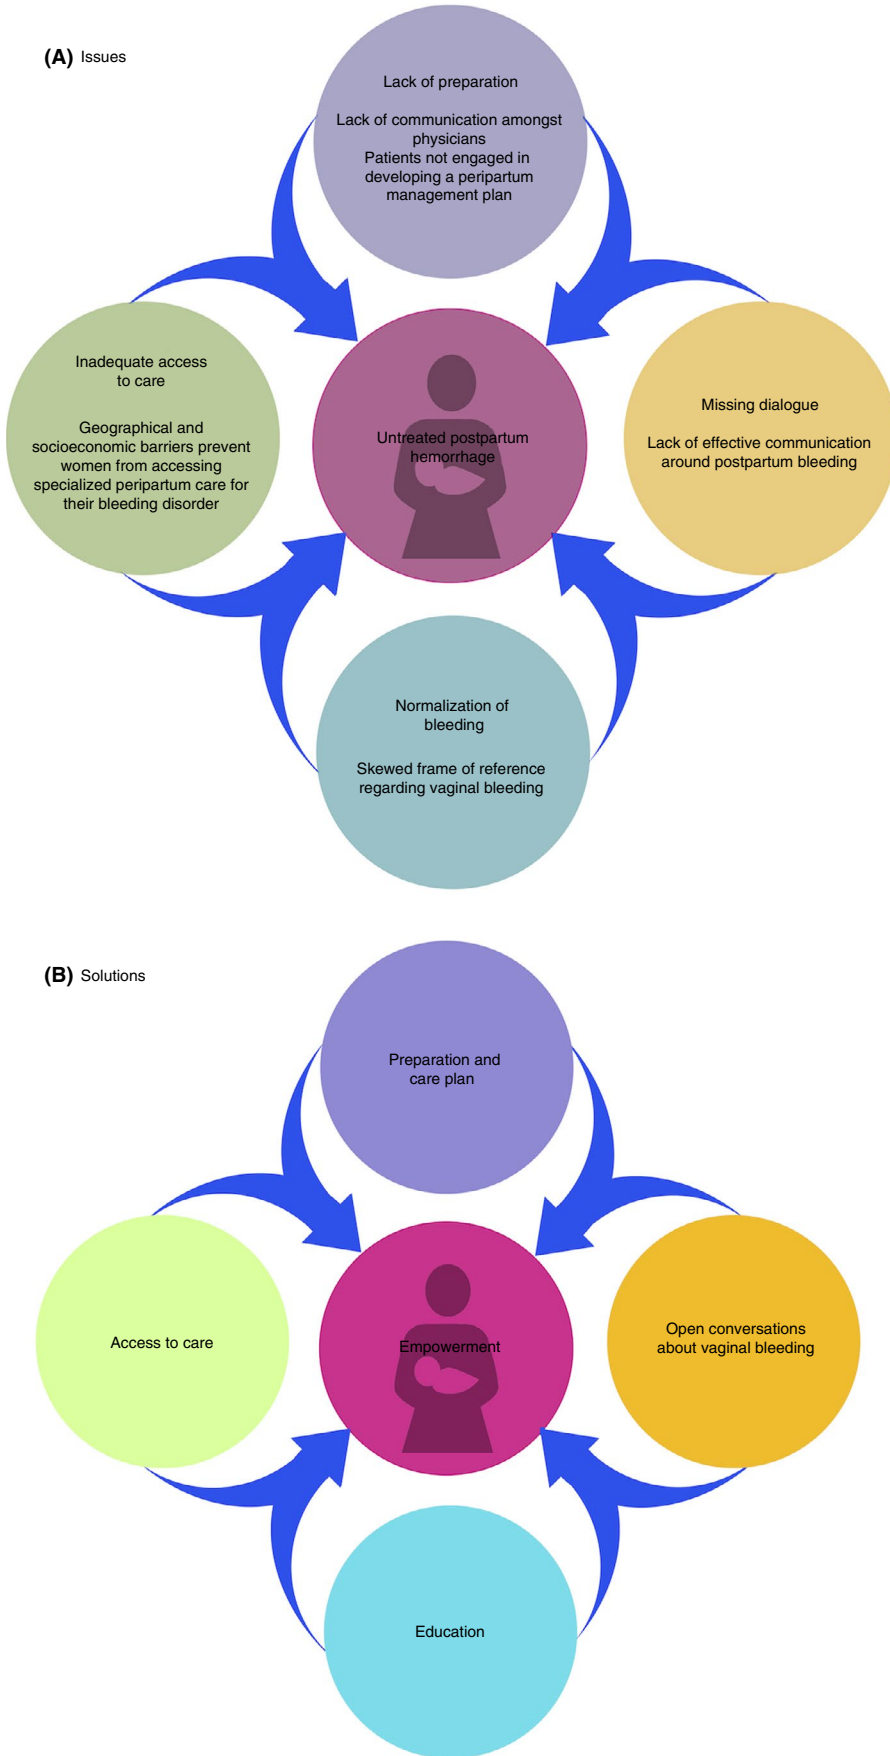 (A) Issues
Lack of preparation
Lack of communication amongst
physicians
Patients not engaged in
developing a peripartum
management plan
Inadequate access
to care
Geographical and
socioeconomic barriers prevent
women from accessing
specialized peripartum care for
their bleeding disorder
Untreated postpartum
hemorrhage
Missing dialogue
Lack of effective communication
around postpartum bleeding
Normalization of
bleeding
Skewed frame of reference
regarding vaginal bleeding
(B) Solutions
Preparation and
care plan
Access to care
Empowerment
Open conversations
about vaginal bleeding
Education